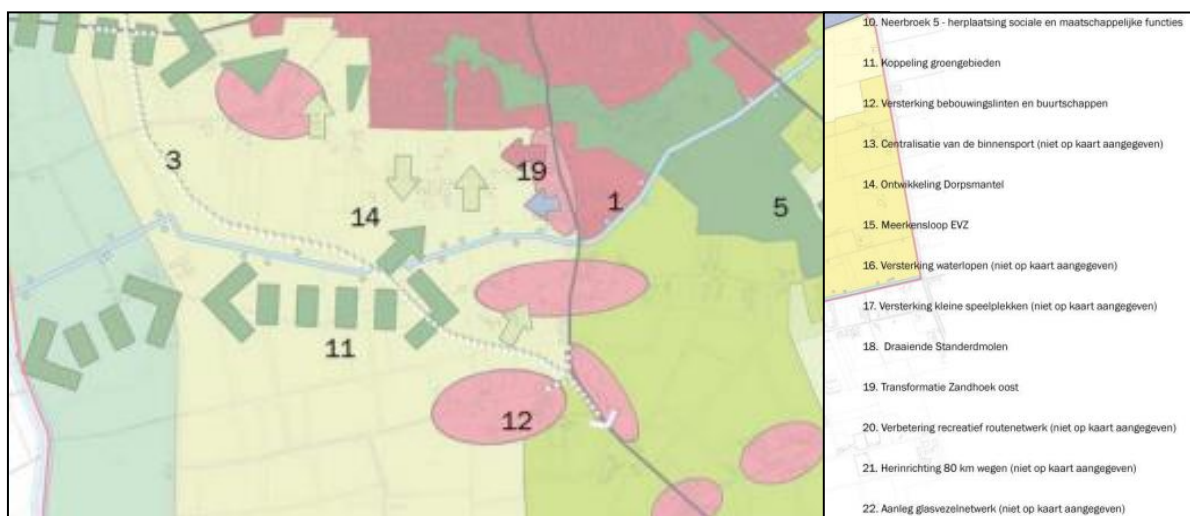 3
19
1
14
5
11
12
10. Neerbroek 5 - herplaatsing sociale en maatschappelijke functies
11. Koppeling groengebieden
12. Versterking bebouwingslinten en buurtschappen
13. Centralisatie van de binnensport (niet op kaart aangegeven)
14. Ontwikkeling Dorpsmantel
15. Meerkensloop EVZ
16. Versterking waterlopen (niet op kaart aangegeven)
17. Versterking kleine speelplekken (niet op kaart aangegeven)
18. Draaiende Standerdmolen
19. Transformatie Zandhoek oost
20. Verbetering recreatief routenetwerk (niet op kaart aangegeven)
21. Herinrichting 80 km wegen (niet op kaart aangegeven)
22. Aanleg glasvezelnetwerk (niet op kaart aangegeven)